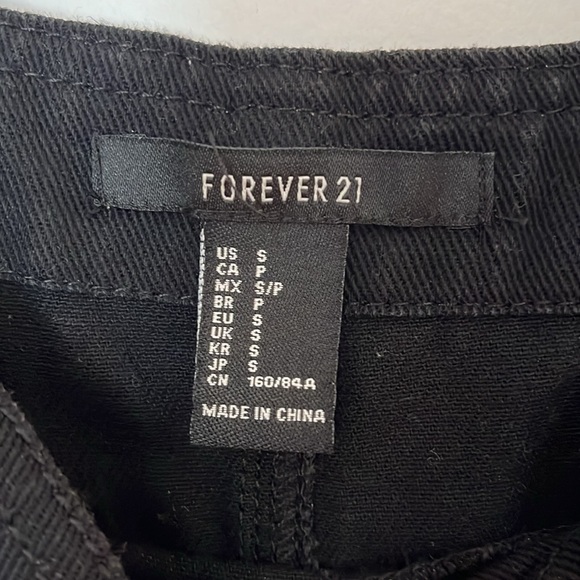 FOREVER 21
US S
CA P
MX S/P
BR P
EU S
UK S
KR S
JP S
CN 160/84A
MADE IN CHINA